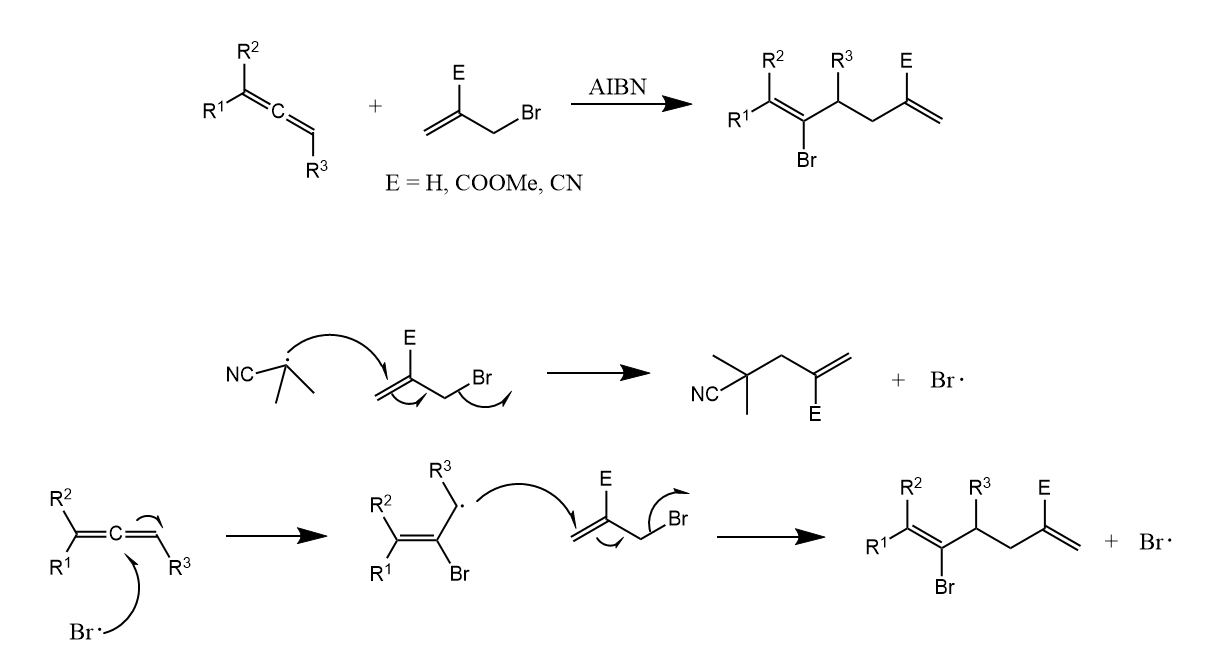 R² E R² R³ E
AIBN
R¹ C + Br R¹
R³ Br
E = H, COOMe, CN
E
NC Br + Br·
NC E
R³ E R² R³ E
R² R² Br
C · R¹ + Br·
R¹ R³ R¹ Br Br
Br·